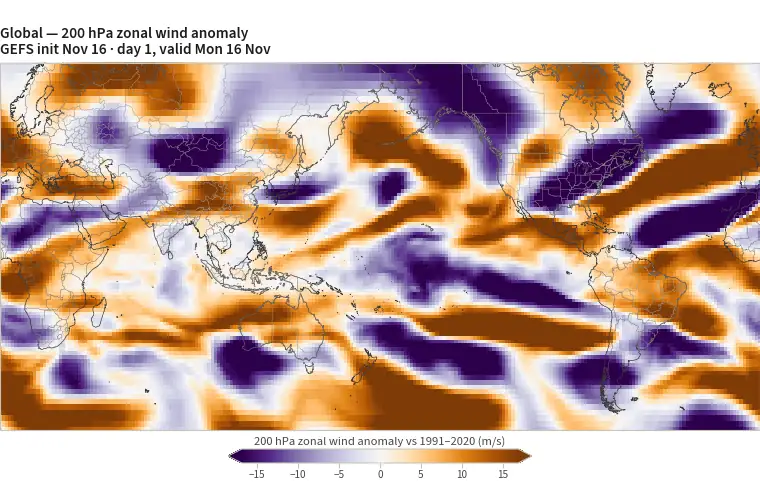 Global — 200 hPa zonal wind anomaly
GEFS init Nov 16 · day 1, valid Mon 16 Nov
200 hPa zonal wind anomaly vs 1991–2020 (m/s)
−15 −10 −5 0 5 10 15